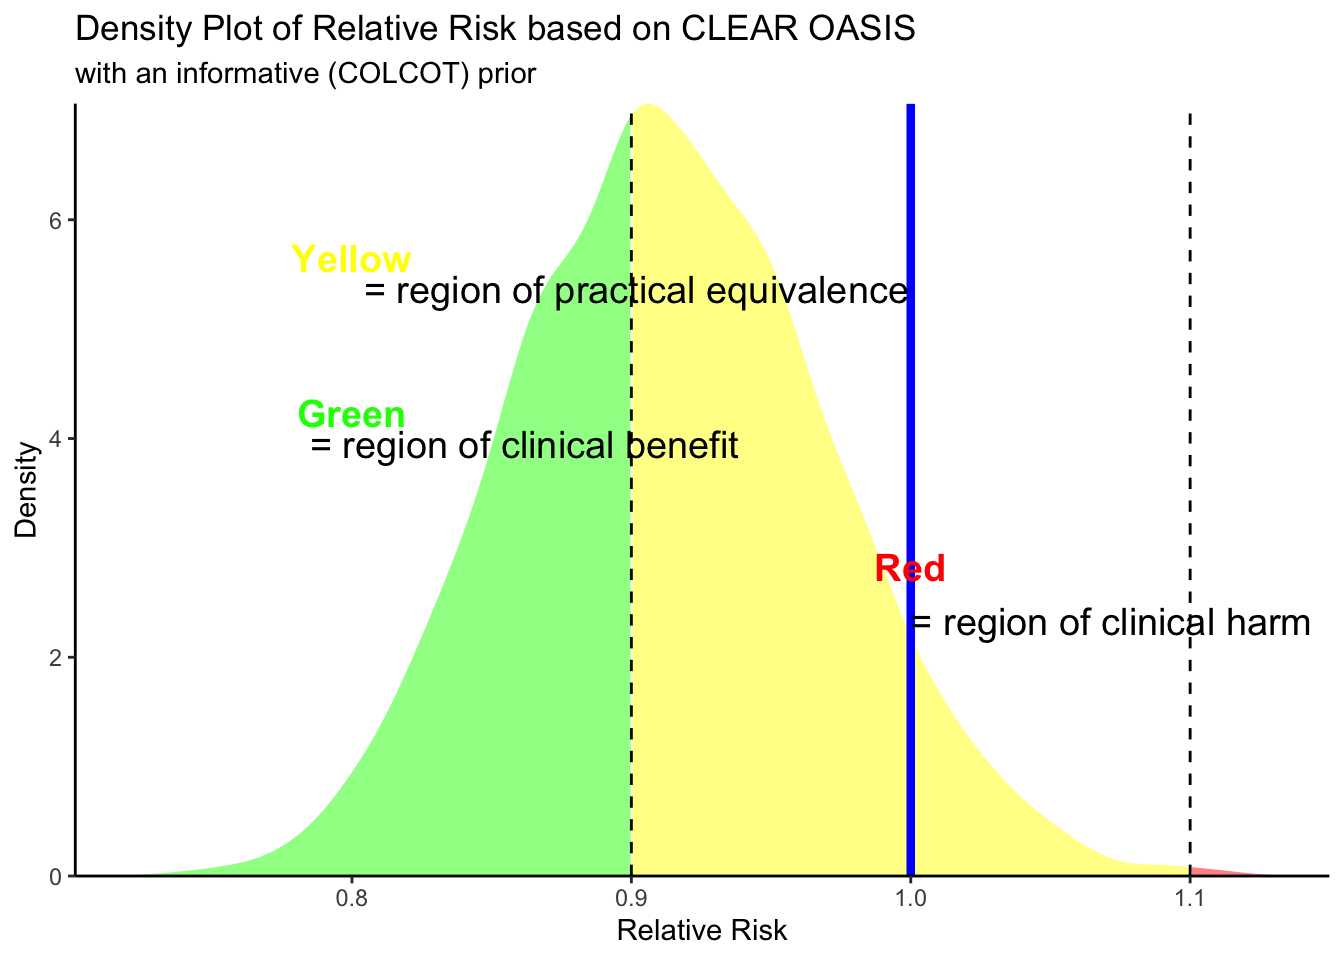 Density Plot of Relative Risk based on CLEAR OASIS
with an informative (COLCOT) prior
6
Yellow
= region of practical equivalence
Green
= region of clinical benefit
4
Density
Red
= region of clinical harm
2
0
0.8 0.9 1.0 1.1
Relative Risk